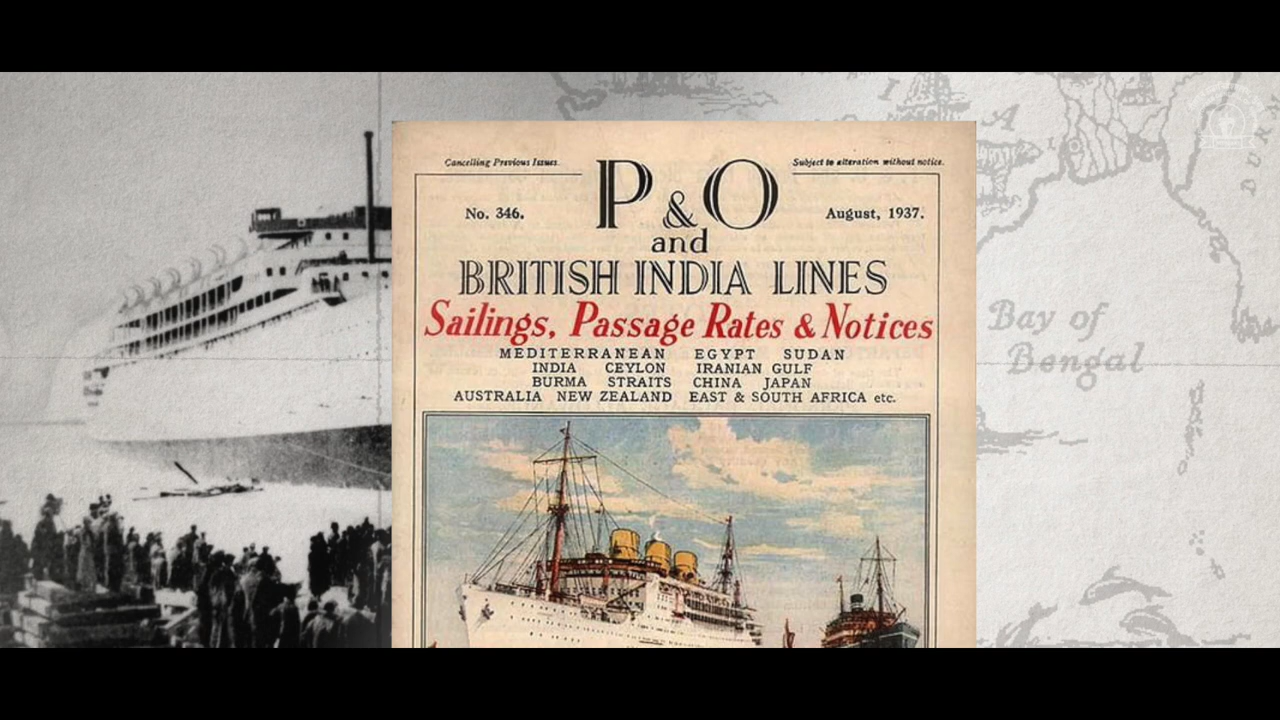 Cancelling Previous Issues.
Subject to alteration without notice.
P & O
No. 346.
August, 1937.
and
BRITISH INDIA LINES
Sailings, Passage Rates & Notices
MEDITERRANEAN EGYPT SUDAN
INDIA CEYLON IRANIAN GULF
BURMA STRAITS CHINA JAPAN
AUSTRALIA NEW ZEALAND EAST & SOUTH AFRICA etc.
Bay of
Bengal